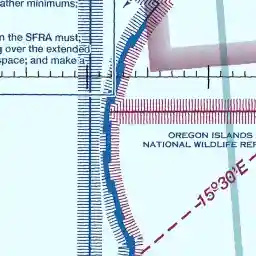 ather minimums;
n the SFRA must;
g over the extended
space; and make a
OREGON ISLANDS
NATIONAL WILDLIFE REF
15°30'E